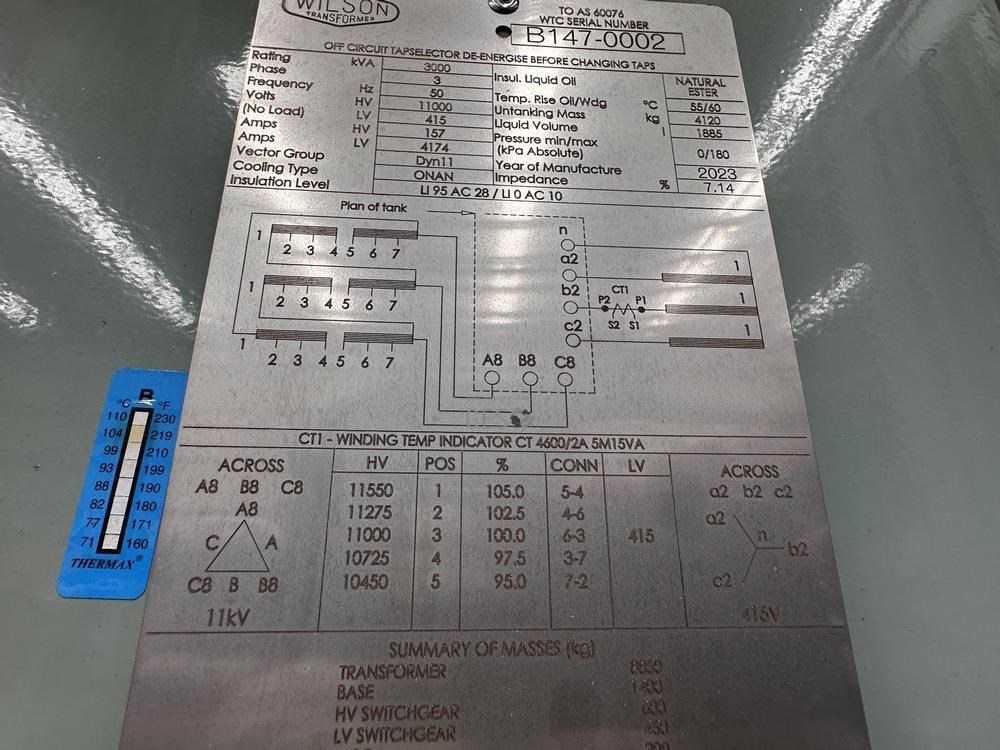 WILSON
TRANSFORMER
TO AS 60076
WTC SERIAL NUMBER
B147-0002
OFF CIRCUIT TAPSELECTOR DE-ENERGISE BEFORE CHANGING TAPS
Rating kVA 3000 Insul. Liquid Oil NATURAL ESTER
Phase 3
Frequency Hz 50 Temp. Rise Oil/Wdg °C 55/60
Volts HV 11000 Untanking Mass kg 4120
(No Load) LV 415 Liquid Volume l 1885
Amps HV 157 Pressure min/max
Amps LV 4174 (kPa Absolute) 0/180
Vector Group Dyn11 Year of Manufacture 2023
Cooling Type ONAN Impedance % 7.14
Insulation Level LI 95 AC 28 / LI 0 AC 10
Plan of tank
1 2 3 4 5 6 7
1 2 3 4 5 6 7
1 2 3 4 5 6 7
n
a2 1
b2 P2 CT1 P1 1
S2 S1
c2 1
A8 B8 C8
CT1 - WINDING TEMP INDICATOR CT 4600/2A 5M15VA
ACROSS HV POS % CONN LV ACROSS
A8 B8 C8 a2 b2 c2
11550 1 105.0 5-4
11275 2 102.5 4-6
11000 3 100.0 6-3 415
10725 4 97.5 3-7
10450 5 95.0 7-2
A8
C A
C8 B B8
11kV
a2
n
b2
c2
415V
SUMMARY OF MASSES (kg)
TRANSFORMER
BASE 1400
HV SWITCHGEAR 600
LV SWITCHGEAR
B
°C °F
110 230
104 219
99 210
93 199
88 190
82 180
77 171
71 160
THERMAX®